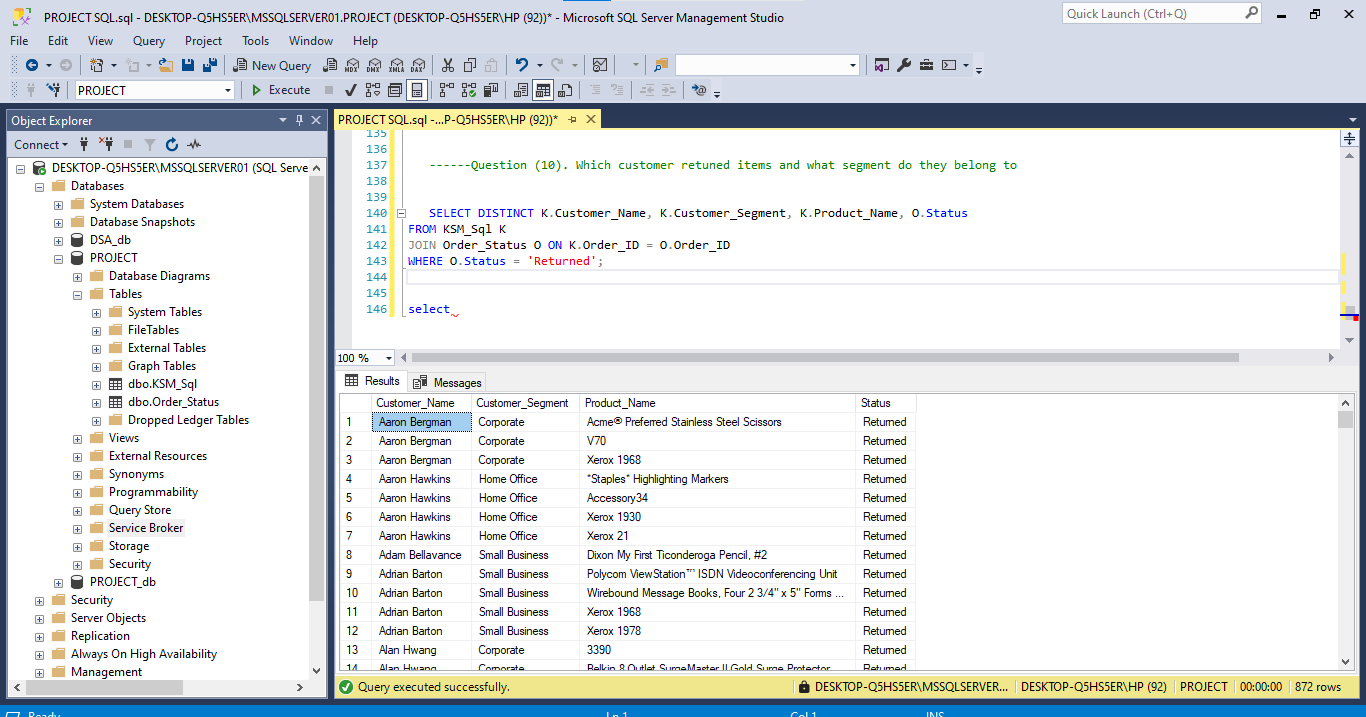 PROJECT SQL.sql - DESKTOP-Q5HS5ER\MSSQLSERVER01.PROJECT (DESKTOP-Q5HS5ER\HP (92))* - Microsoft SQL Server Management Studio
Quick Launch (Ctrl+Q)
File Edit View Query Project Tools Window Help
New Query MDX DMX XMLA DAX
PROJECT Execute
Object Explorer
Connect
DESKTOP-Q5HS5ER\MSSQLSERVER01 (SQL Serve
Databases
System Databases
Database Snapshots
DSA_db
PROJECT
Database Diagrams
Tables
System Tables
FileTables
External Tables
Graph Tables
dbo.KSM_Sql
dbo.Order_Status
Dropped Ledger Tables
Views
External Resources
Synonyms
Programmability
Query Store
Service Broker
Storage
Security
PROJECT_db
Security
Server Objects
Replication
Always On High Availability
Management
PROJECT SQL.sql -...P-Q5HS5ER\HP (92))*
135
136
137 ------Question (10). Which customer retuned items and what segment do they belong to
138
139
140 SELECT DISTINCT K.Customer_Name, K.Customer_Segment, K.Product_Name, O.Status
141 FROM KSM_Sql K
142 JOIN Order_Status O ON K.Order_ID = O.Order_ID
143 WHERE O.Status = 'Returned';
144
145
146 select
100 %
Results Messages
Customer_Name Customer_Segment Product_Name Status
1 Aaron Bergman Corporate Acme® Preferred Stainless Steel Scissors Returned
2 Aaron Bergman Corporate V70 Returned
3 Aaron Bergman Corporate Xerox 1968 Returned
4 Aaron Hawkins Home Office *Staples* Highlighting Markers Returned
5 Aaron Hawkins Home Office Accessory34 Returned
6 Aaron Hawkins Home Office Xerox 1930 Returned
7 Aaron Hawkins Home Office Xerox 21 Returned
8 Adam Bellavance Small Business Dixon My First Ticonderoga Pencil, #2 Returned
9 Adrian Barton Small Business Polycom ViewStation™ ISDN Videoconferencing Unit Returned
10 Adrian Barton Small Business Wirebound Message Books, Four 2 3/4" x 5" Forms ... Returned
11 Adrian Barton Small Business Xerox 1968 Returned
12 Adrian Barton Small Business Xerox 1978 Returned
13 Alan Hwang Corporate 3390 Returned
14 Alan Hwang Corporate Belkin 8 Outlet SurgeMaster II Gold Surge Protector Returned
Query executed successfully. DESKTOP-Q5HS5ER\MSSQLSERVER... DESKTOP-Q5HS5ER\HP (92) PROJECT 00:00:00 872 rows
Ready Ln 1 Col 1 INS